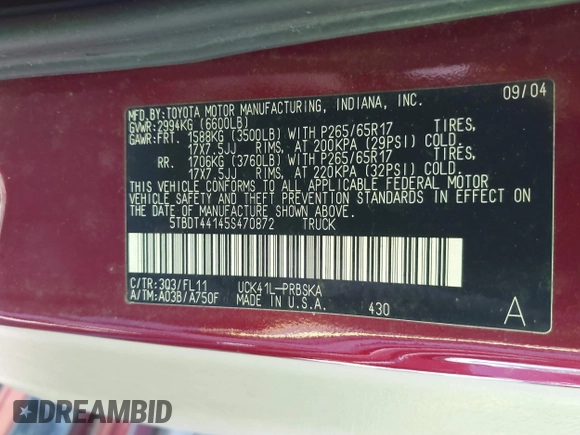 MFD.BY:TOYOTA MOTOR MANUFACTURING, INDIANA, INC. 09/04
GVWR:2994KG (6600LB)
GAWR:FRT. 1588KG (3500LB) WITH P265/65R17 TIRES,
17X7.5JJ RIMS, AT 200KPA (29PSI) COLD.
RR. 1706KG (3760LB) WITH P265/65R17 TIRES,
17X7.5JJ RIMS, AT 220KPA (32PSI) COLD.
THIS VEHICLE CONFORMS TO ALL APPLICABLE FEDERAL MOTOR
VEHICLE SAFETY AND THEFT PREVENTION STANDARDS IN EFFECT ON
THE DATE OF MANUFACTURE SHOWN ABOVE.
5TBDT44145S470872 TRUCK
C/TR:3Q3/FL11 UCK41L-PRBSKA
A/TM:A03B/A750F MADE IN U.S.A. 430 A
DREAMBID